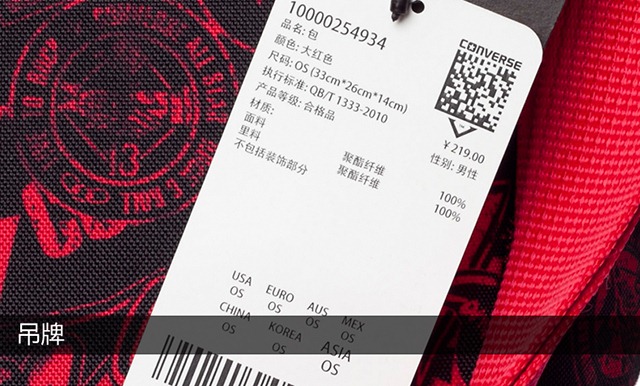 10000254934
品名: 包
颜色: 大红色
尺码: OS (33cm*26cm*14cm)
执行标准: QB/T 1333-2010
产品等级: 合格品
材质:
面料 聚酯纤维 100%
里料 聚酯纤维 100%
不包括装饰部分
CONVERSE
¥ 219.00
性别: 男性
USA EURO AUS MEX
OS OS OS OS
CHINA KOREA ASIA
OS OS OS
吊牌